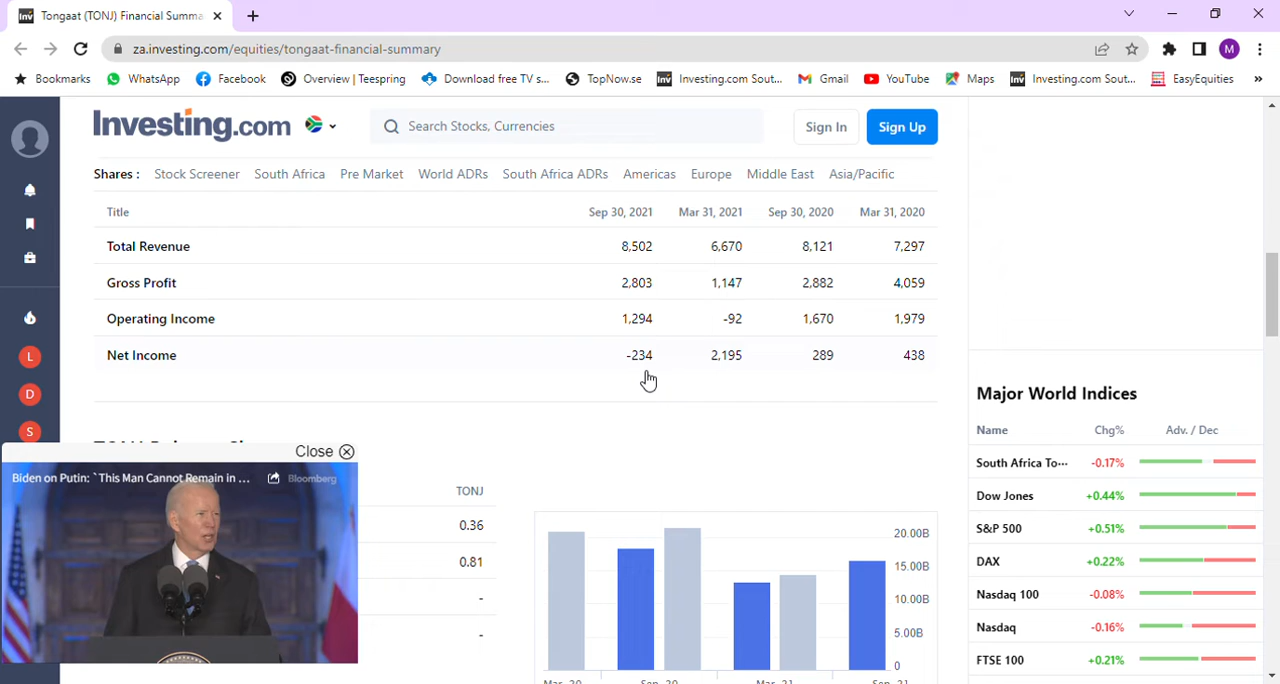 Tongaat (TONJ) Financial Summa
za.investing.com/equities/tongaat-financial-summary
M
Bookmarks WhatsApp Facebook Overview | Teespring Download free TV s... TopNow.se Investing.com Sout... Gmail YouTube Maps Investing.com Sout... EasyEquities »
Investing.com Search Stocks, Currencies Sign In Sign Up
Shares : Stock Screener South Africa Pre Market World ADRs South Africa ADRs Americas Europe Middle East Asia/Pacific
Title Sep 30, 2021 Mar 31, 2021 Sep 30, 2020 Mar 31, 2020
Total Revenue 8,502 6,670 8,121 7,297
Gross Profit 2,803 1,147 2,882 4,059
Operating Income 1,294 -92 1,670 1,979
Net Income -234 2,195 289 438
L
D
S
Close
Biden on Putin: `This Man Cannot Remain in ... Bloomberg
TONJ
0.36
0.81
-
-
20.00B
15.00B
10.00B
5.00B
0
Major World Indices
Name Chg% Adv. / Dec
South Africa To... -0.17%
Dow Jones +0.44%
S&P 500 +0.51%
DAX +0.22%
Nasdaq 100 -0.08%
Nasdaq -0.16%
FTSE 100 +0.21%